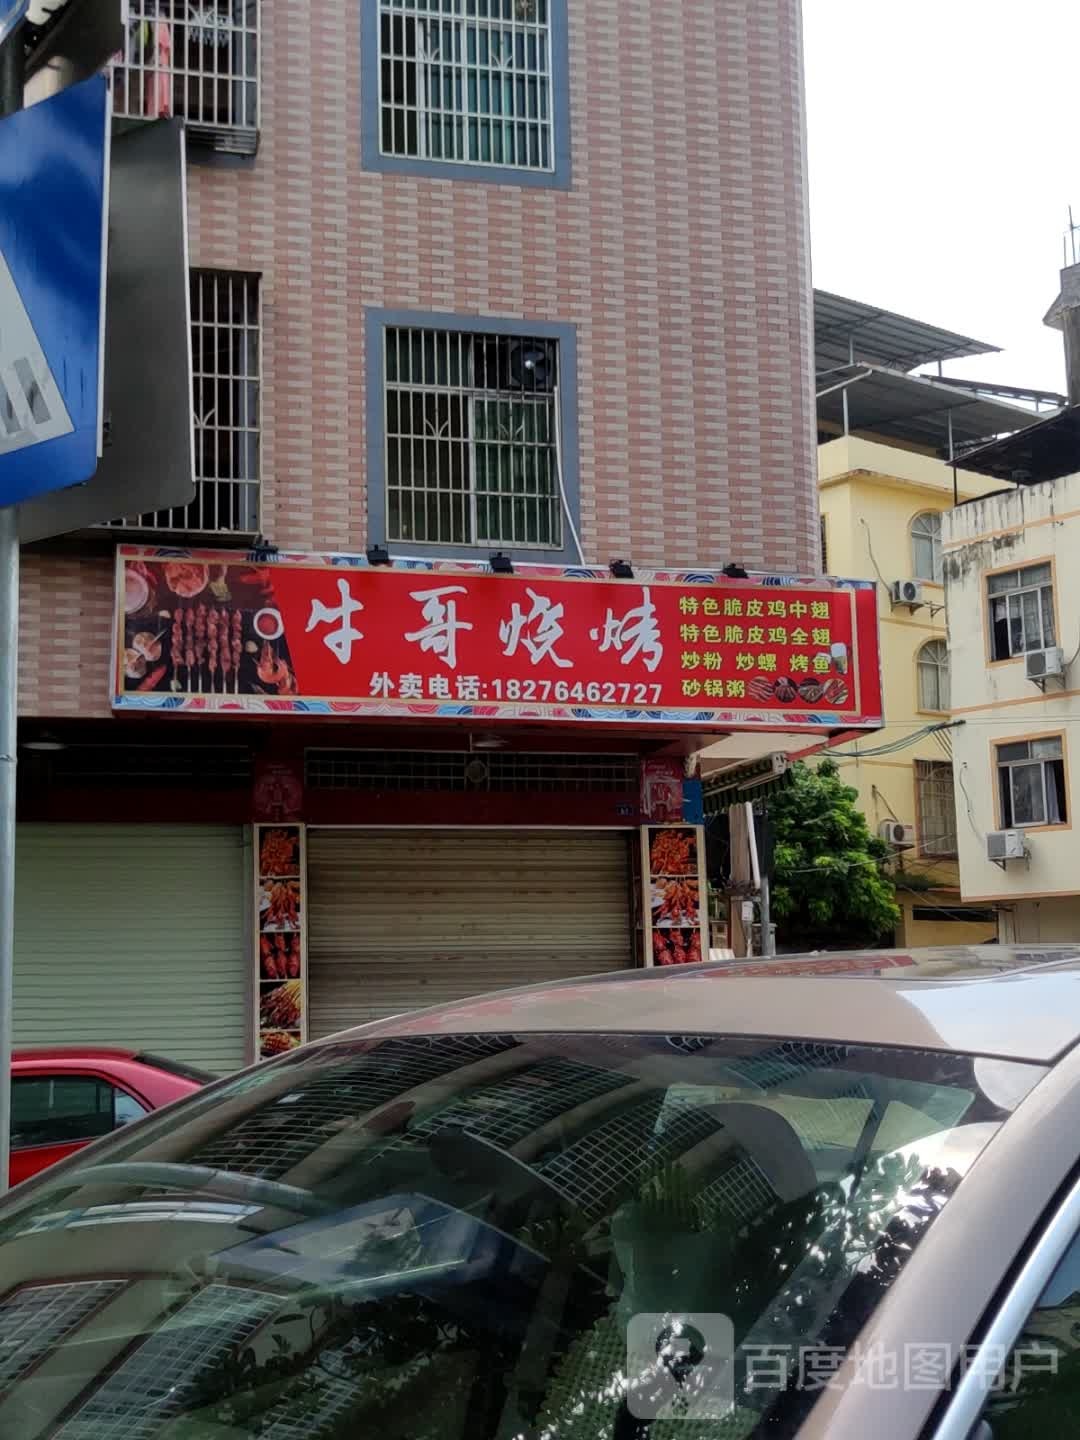 牛哥烧烤
外卖电话:18276462727
特色脆皮鸡中翅
特色脆皮鸡全翅
炒粉 炒螺 烤鱼
砂锅粥
百度地图用户